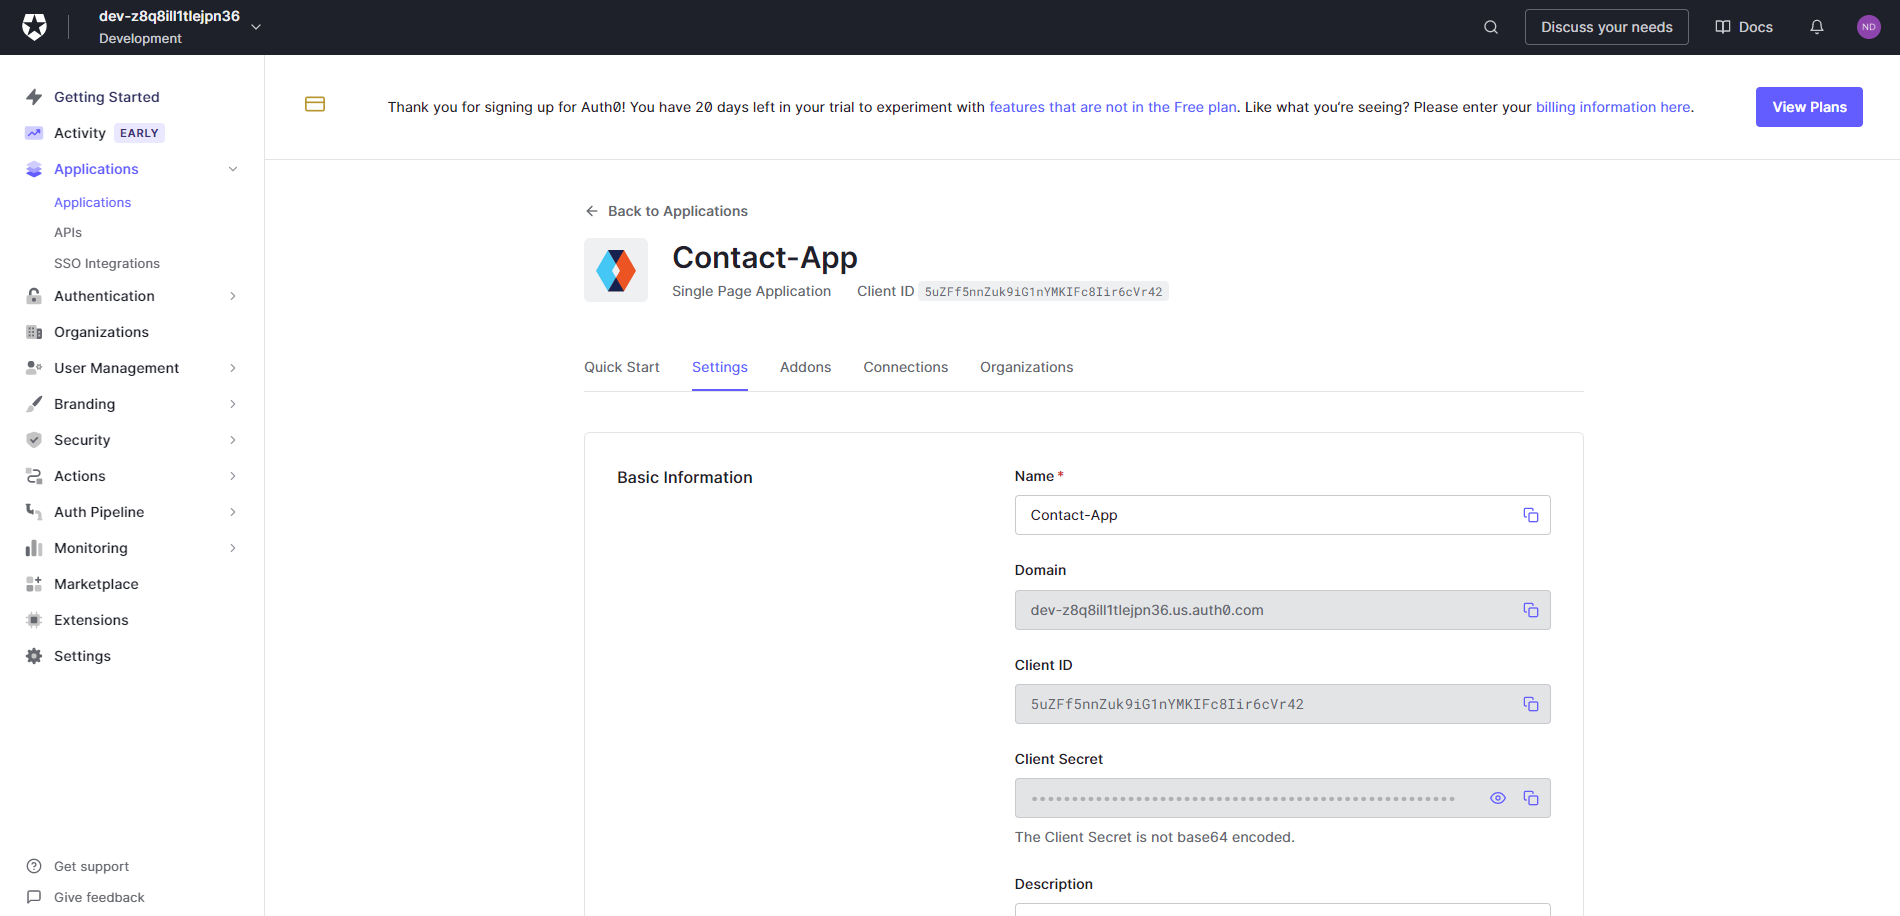 dev-z8q8ill1tlejpn36
Development
Discuss your needs
Docs
ND
Getting Started
Activity EARLY
Applications
Applications
APIs
SSO Integrations
Authentication
Organizations
User Management
Branding
Security
Actions
Auth Pipeline
Monitoring
Marketplace
Extensions
Settings
Get support
Give feedback
Thank you for signing up for Auth0! You have 20 days left in your trial to experiment with features that are not in the Free plan. Like what you're seeing? Please enter your billing information here.
View Plans
Back to Applications
Contact-App
Single Page Application Client ID 5uZFf5nnZuk9iG1nYMKIFc8Iir6cVr42
Quick Start Settings Addons Connections Organizations
Basic Information
Name *
Contact-App
Domain
dev-z8q8ill1tlejpn36.us.auth0.com
Client ID
5uZFf5nnZuk9iG1nYMKIFc8Iir6cVr42
Client Secret
The Client Secret is not base64 encoded.
Description